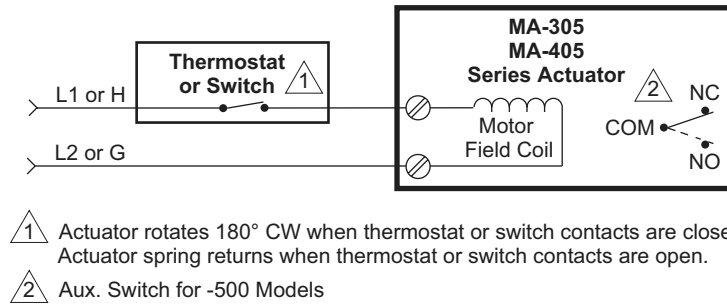 MA-305
MA-405
Series Actuator
Thermostat
or Switch
1
2
NC
L1 or H
COM
Motor
Field Coil
NO
L2 or G
1 Actuator rotates 180° CW when thermostat or switch contacts are close
Actuator spring returns when thermostat or switch contacts are open.
2 Aux. Switch for -500 Models